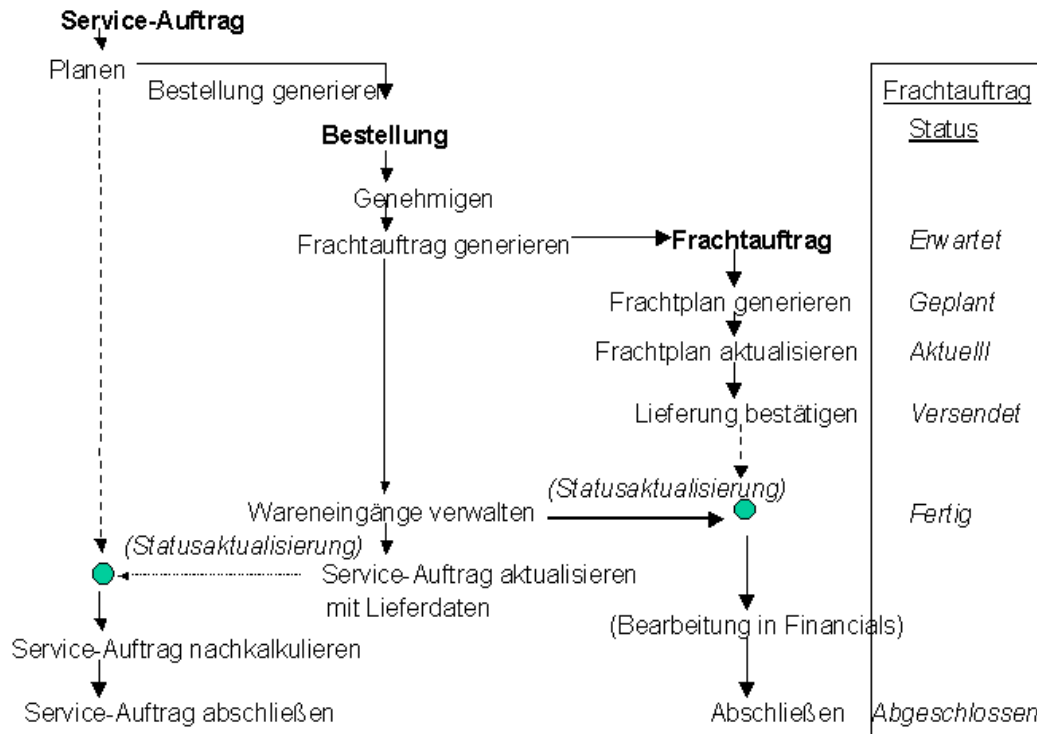 Service-Auftrag
Planen
Bestellung generieren
Frachtauftrag
Bestellung
Status
Genehmigen
Frachtauftrag generieren
Frachtauftrag
Erwartet
Frachtplan generieren
Geplant
Frachtplan aktualisieren
Aktuelll
Lieferung bestätigen
Versendet
(Statusaktualisierung)
Wareneingänge verwalten
Fertig
(Statusaktualisierung)
Service-Auftrag aktualisieren
mit Lieferdaten
(Bearbeitung in Financials)
Service-Auftrag nachkalkulieren
Service-Auftrag abschließen
Abschließen
Abgeschlossen